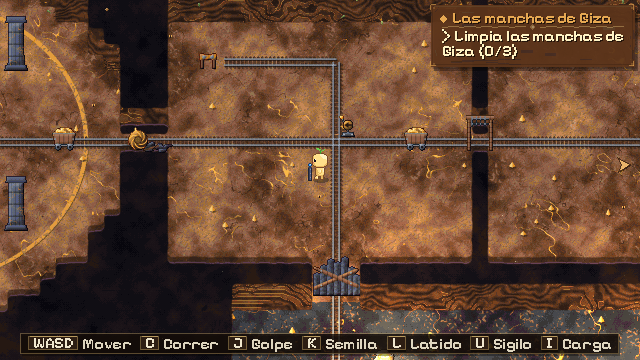 Las manchas de Giza
Limpia las manchas de
Giza (0/3)
WASD Mover C Correr J Golpe K Semilla L Latido U Sigilo I Carga